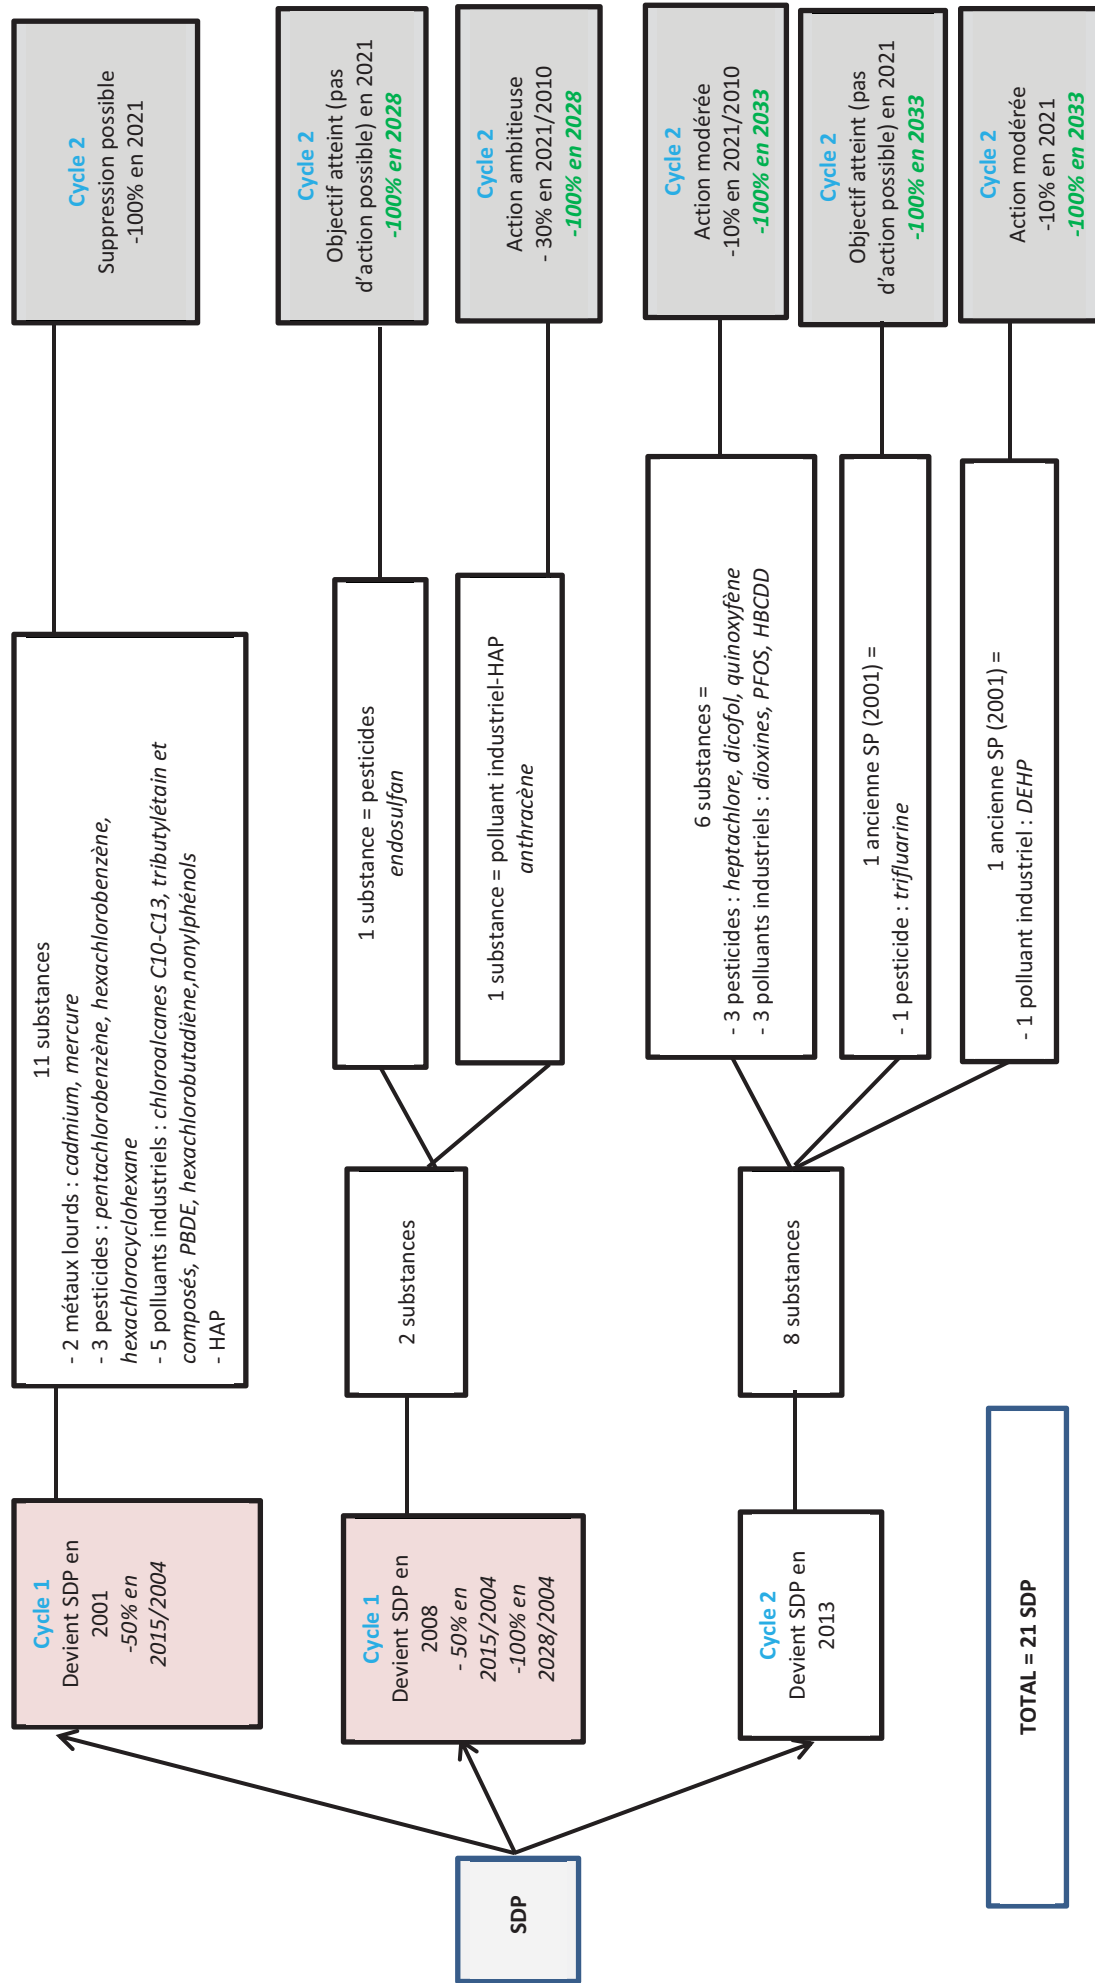 SDP
Cycle 1
Devient SDP en
2001
-50% en
2015/2004
11 substances
- 2 métaux lourds : cadmium, mercure
- 3 pesticides : pentachlorobenzène, hexachlorobenzène,
hexachlorocyclohexane
- 5 polluants industriels : chloroalcanes C10-C13, tributylétain et
composés, PBDE, hexachlorobutadiène,nonylphénols
- HAP
Cycle 2
Suppression possible
-100% en 2021
Cycle 1
Devient SDP en
2008
- 50% en
2015/2004
-100% en
2028/2004
2 substances
1 substance = pesticides
endosulfan
Cycle 2
Objectif atteint (pas
d’action possible) en 2021
-100% en 2028
1 substance = polluant industriel-HAP
anthracène
Cycle 2
Action ambitieuse
- 30% en 2021/2010
-100% en 2028
Cycle 2
Devient SDP en
2013
8 substances
6 substances =
- 3 pesticides : heptachlore, dicofol, quinoxyfène
- 3 polluants industriels : dioxines, PFOS, HBCDD
Cycle 2
Action modérée
-10% en 2021/2010
-100% en 2033
1 ancienne SP (2001) =
- 1 pesticide : trifluarine
Cycle 2
Objectif atteint (pas
d’action possible) en 2021
-100% en 2033
1 ancienne SP (2001) =
- 1 polluant industriel : DEHP
Cycle 2
Action modérée
-10% en 2021
-100% en 2033
TOTAL = 21 SDP